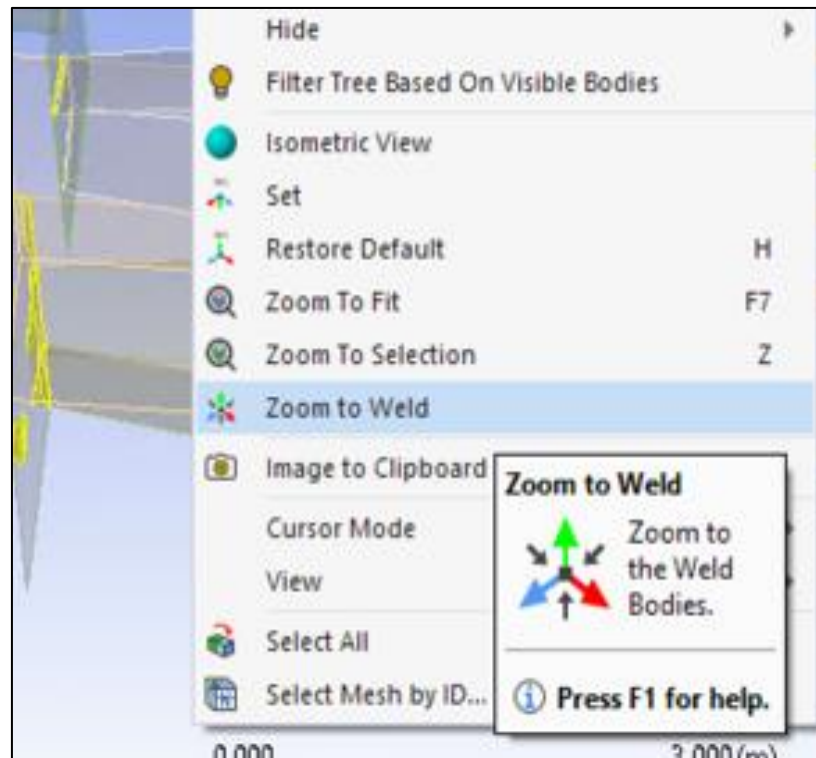 Hide
Filter Tree Based On Visible Bodies
Isometric View
Set
Restore Default H
Zoom To Fit F7
Zoom To Selection Z
Zoom to Weld
Image to Clipboard
Zoom to Weld
Zoom to
the Weld
Bodies.
Cursor Mode
View
Select All
Select Mesh by ID...
Press F1 for help.
0.000 3.000 (m)